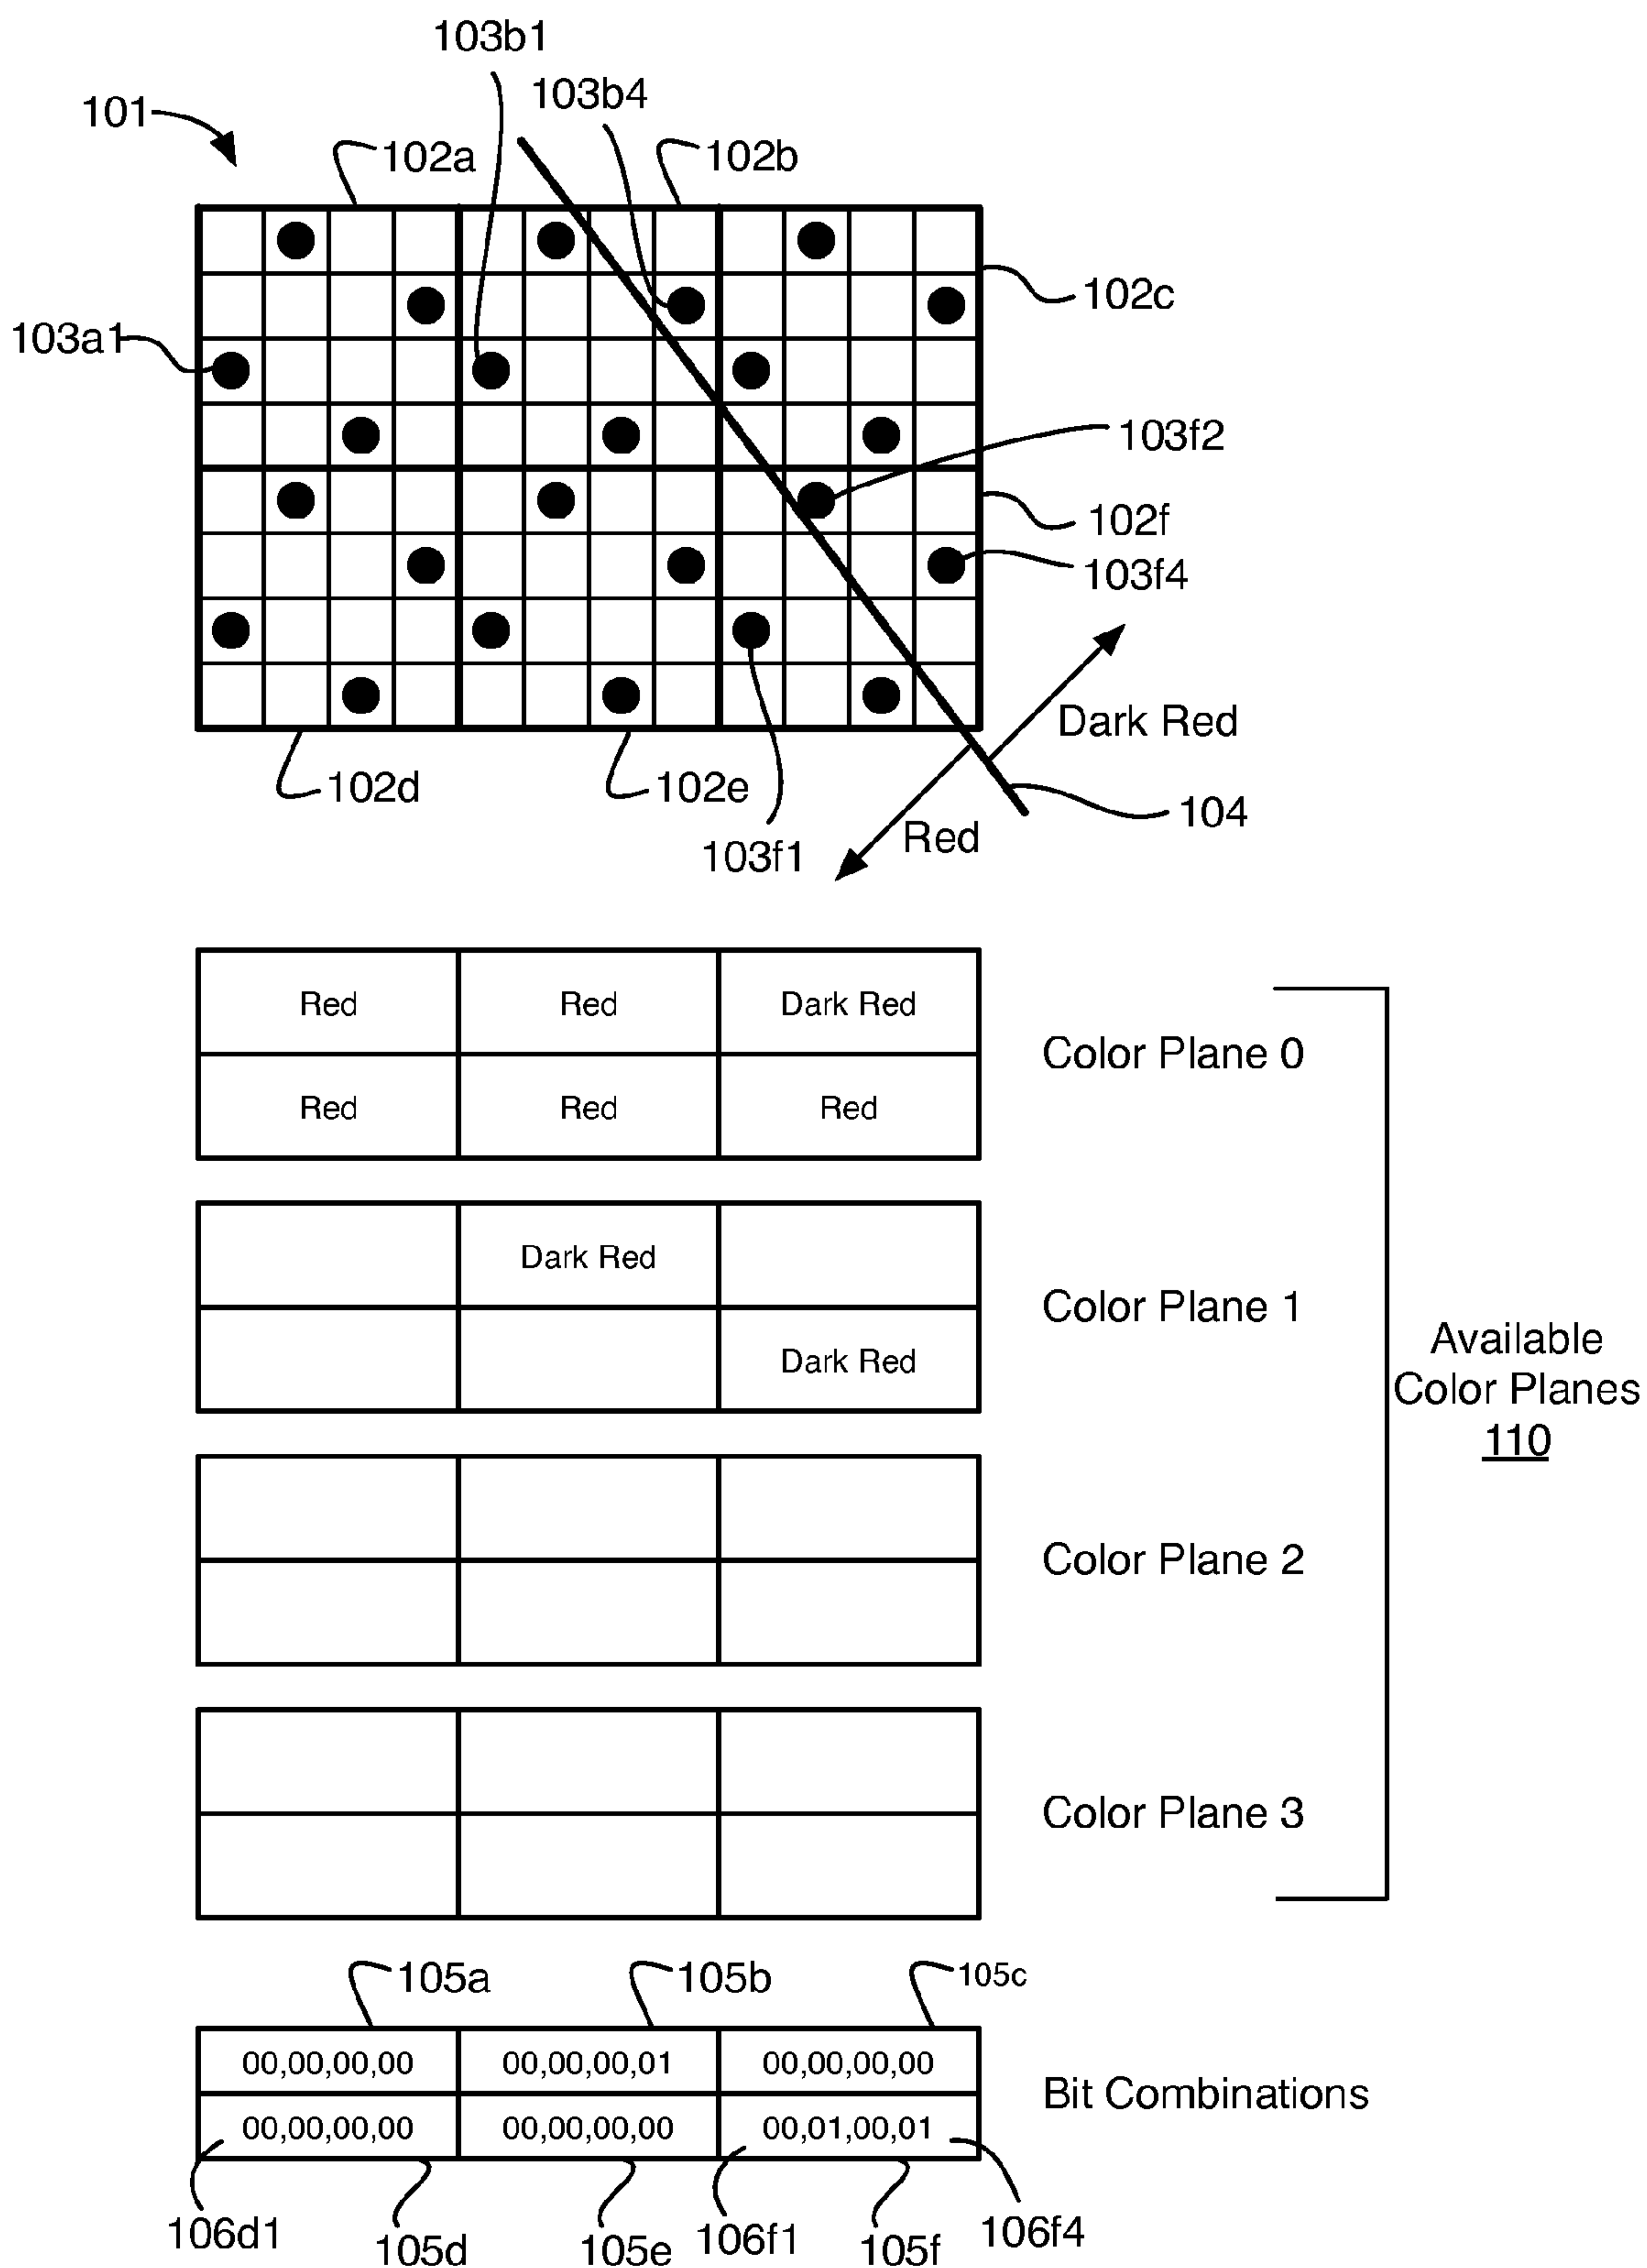 103b1
103b4
101
102a
102b
102c
103a1
103f2
102f
103f4
Dark Red
102d
102e
104
Red
103f1
Red Red Dark Red
Color Plane 0
Red Red Red
Dark Red
Color Plane 1
Dark Red
Available
Color Planes
110
Color Plane 2
Color Plane 3
105a 105b 105c
00,00,00,00 00,00,00,01 00,00,00,00
Bit Combinations
00,00,00,00 00,00,00,00 00,01,00,01
106d1 105d 105e 106f1 105f 106f4